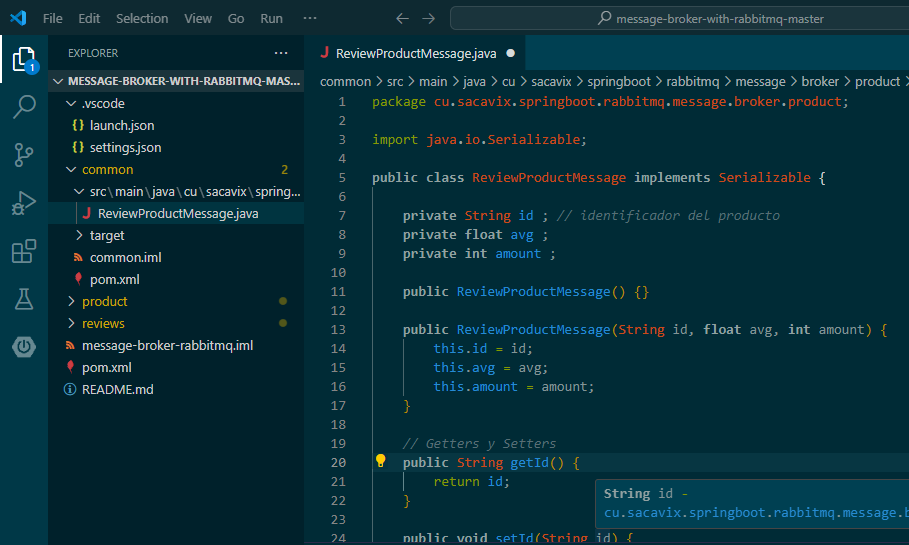 File Edit Selection View Go Run ··· message-broker-with-rabbitmq-master
EXPLORER ···
MESSAGE-BROKER-WITH-RABBITMQ-MAS...
.vscode
{} launch.json
{} settings.json
common 2
src\main\java\cu\sacavix\spring...
J ReviewProductMessage.java
target
common.iml
pom.xml
product
reviews
message-broker-rabbitmq.iml
pom.xml
README.md
1
J ReviewProductMessage.java
common > src > main > java > cu > sacavix > springboot > rabbitmq > message > broker > product >
1 package cu.sacavix.springboot.rabbitmq.message.broker.product;
2
3 import java.io.Serializable;
4
5 public class ReviewProductMessage implements Serializable {
6
7 private String id ; // identificador del producto
8 private float avg ;
9 private int amount ;
10
11 public ReviewProductMessage() {}
12
13 public ReviewProductMessage(String id, float avg, int amount) {
14 this.id = id;
15 this.avg = avg;
16 this.amount = amount;
17 }
18
19 // Getters y Setters
20 public String getId() {
21 return id;
22 }
23
24 public void setId(String id) {
String id -
cu.sacavix.springboot.rabbitmq.message.b